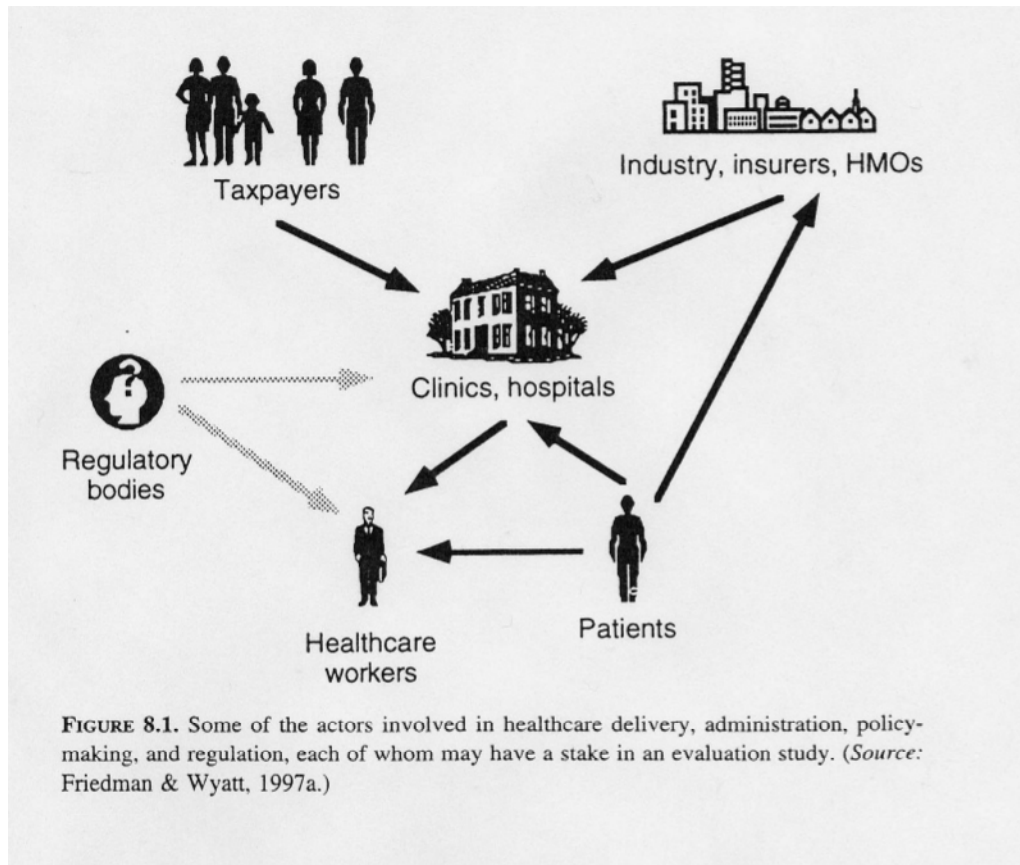 Taxpayers
Industry, insurers, HMOs
Clinics, hospitals
?
Regulatory
bodies
Healthcare
workers
Patients
FIGURE 8.1. Some of the actors involved in healthcare delivery, administration, policy-
making, and regulation, each of whom may have a stake in an evaluation study. (Source:
Friedman & Wyatt, 1997a.)